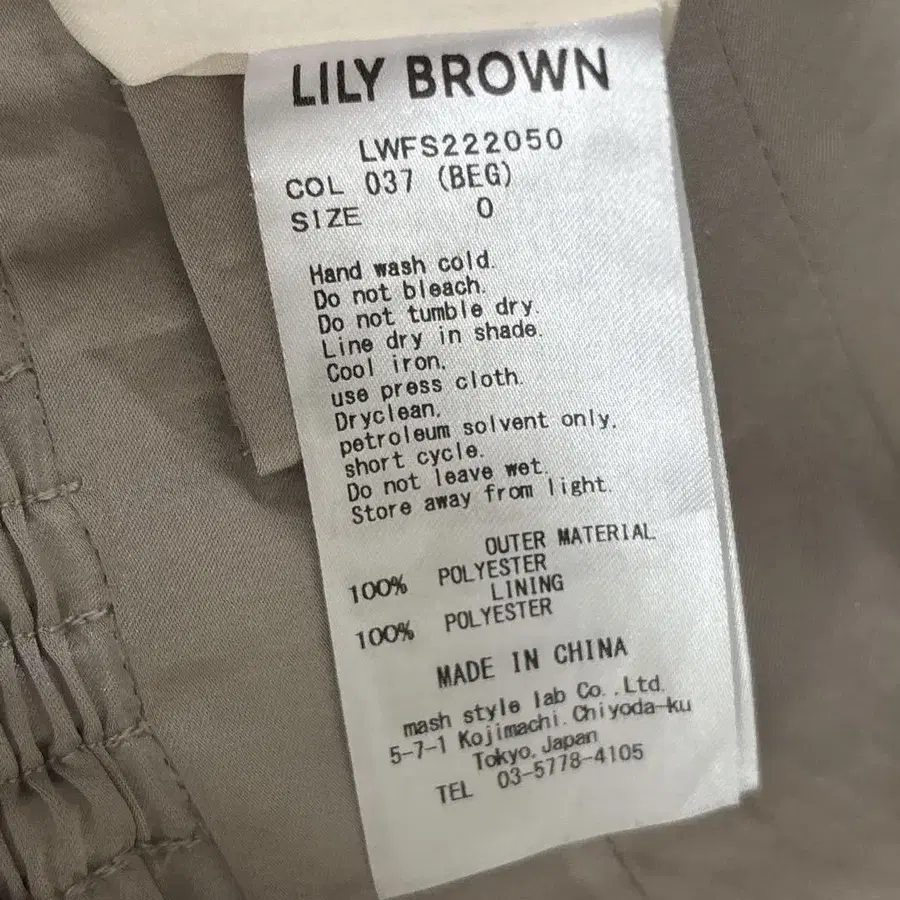 LILY BROWN
LWFS222050
COL 037 (BEG)
SIZE 0
Hand wash cold.
Do not bleach.
Do not tumble dry.
Line dry in shade.
Cool iron.
use press cloth.
Dryclean.
petroleum solvent only.
short cycle.
Do not leave wet.
Store away from light.
OUTER MATERIAL
100% POLYESTER
LINING
100% POLYESTER
MADE IN CHINA
mash style lab Co.,Ltd.
5-7-1 Kojimachi.Chiyoda-ku
Tokyo.Japan
TEL 03-5778-4105